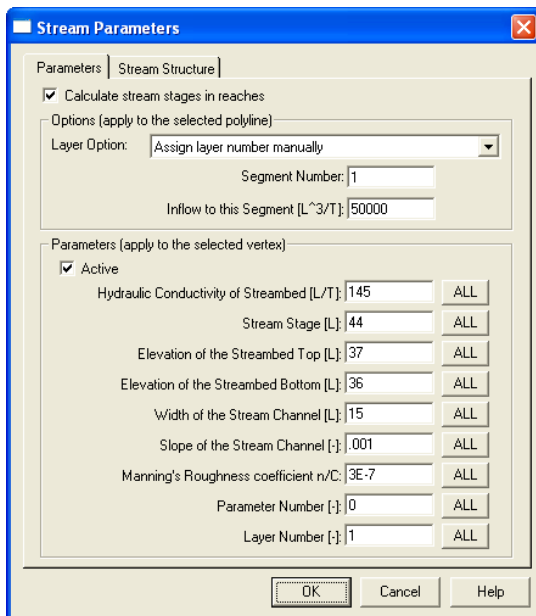 Stream Parameters
Parameters Stream Structure
Calculate stream stages in reaches
Options (apply to the selected polyline)
Layer Option: Assign layer number manually
Segment Number: 1
Inflow to this Segment [L^3/T]: 50000
Parameters (apply to the selected vertex)
Active
Hydraulic Conductivity of Streambed [L/T]: 145 ALL
Stream Stage [L]: 44 ALL
Elevation of the Streambed Top [L]: 37 ALL
Elevation of the Streambed Bottom [L]: 36 ALL
Width of the Stream Channel [L]: 15 ALL
Slope of the Stream Channel [-]: .001 ALL
Manning's Roughness coefficient n/C: 3E-7 ALL
Parameter Number [-]: 0 ALL
Layer Number [-]: 1 ALL
OK Cancel Help